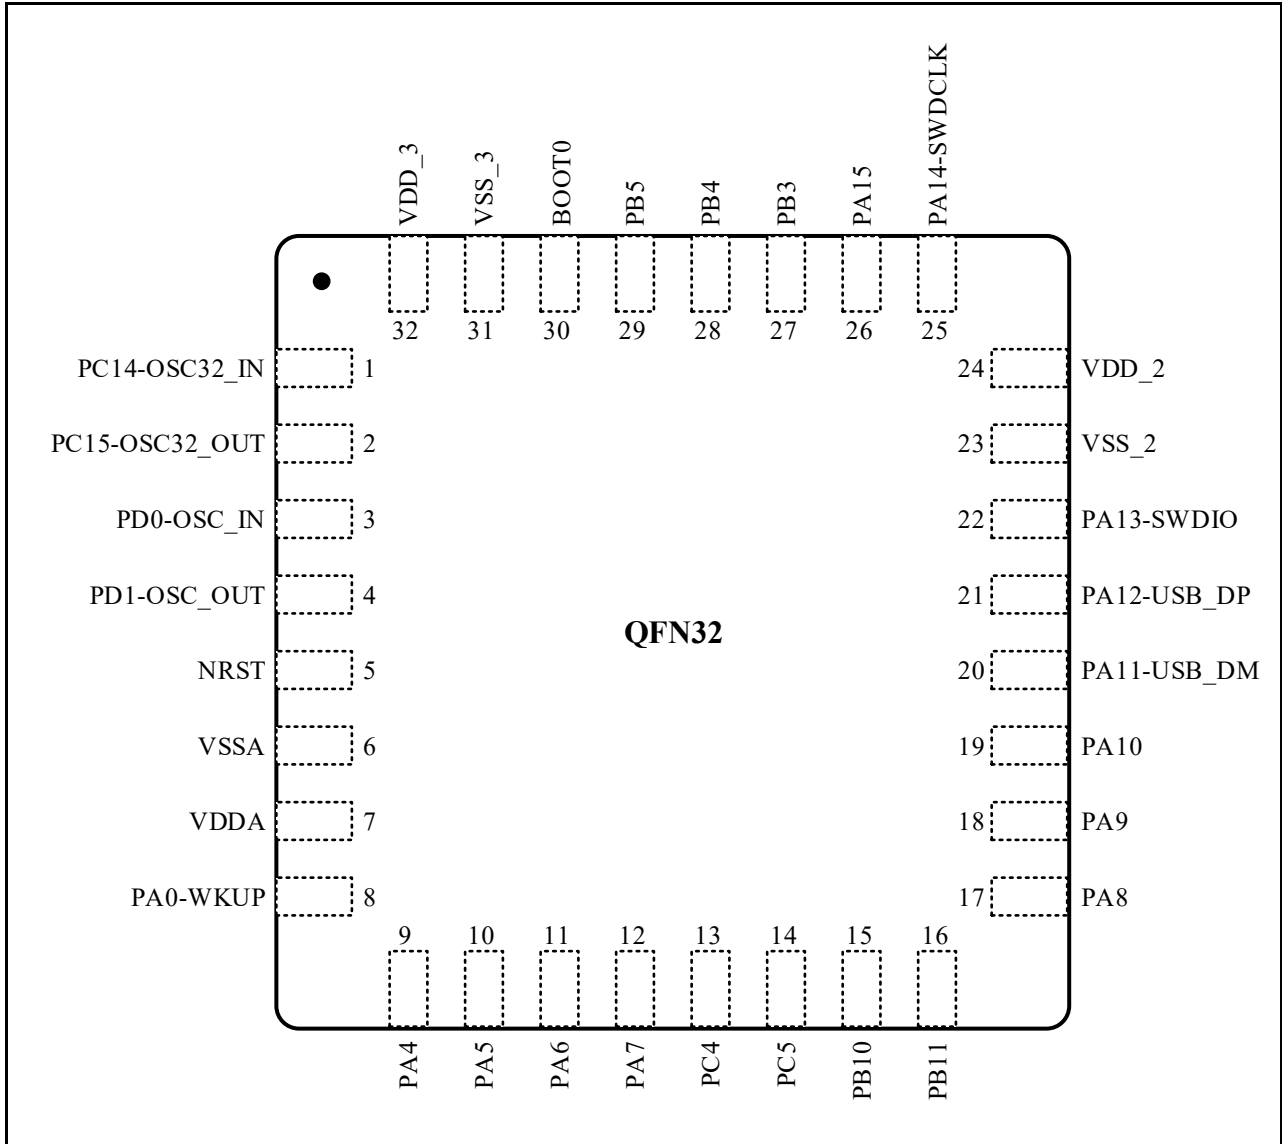 VDD_3
VSS_3
BOOT0
PB5
PB4
PB3
PA15
PA14-SWDCLK
32
31
30
29
28
27
26
25
PC14-OSC32_IN 1
24 VDD_2
PC15-OSC32_OUT 2
23 VSS_2
PD0-OSC_IN 3
22 PA13-SWDIO
PD1-OSC_OUT 4
21 PA12-USB_DP
QFN32
NRST 5
20 PA11-USB_DM
VSSA 6
19 PA10
VDDA 7
18 PA9
PA0-WKUP 8
17 PA8
9
10
11
12
13
14
15
16
PA4
PA5
PA6
PA7
PC4
PC5
PB10
PB11